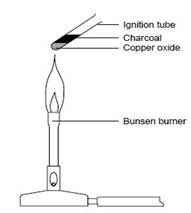 Ignition tube
Charcoal
Copper oxide
Bunsen burner